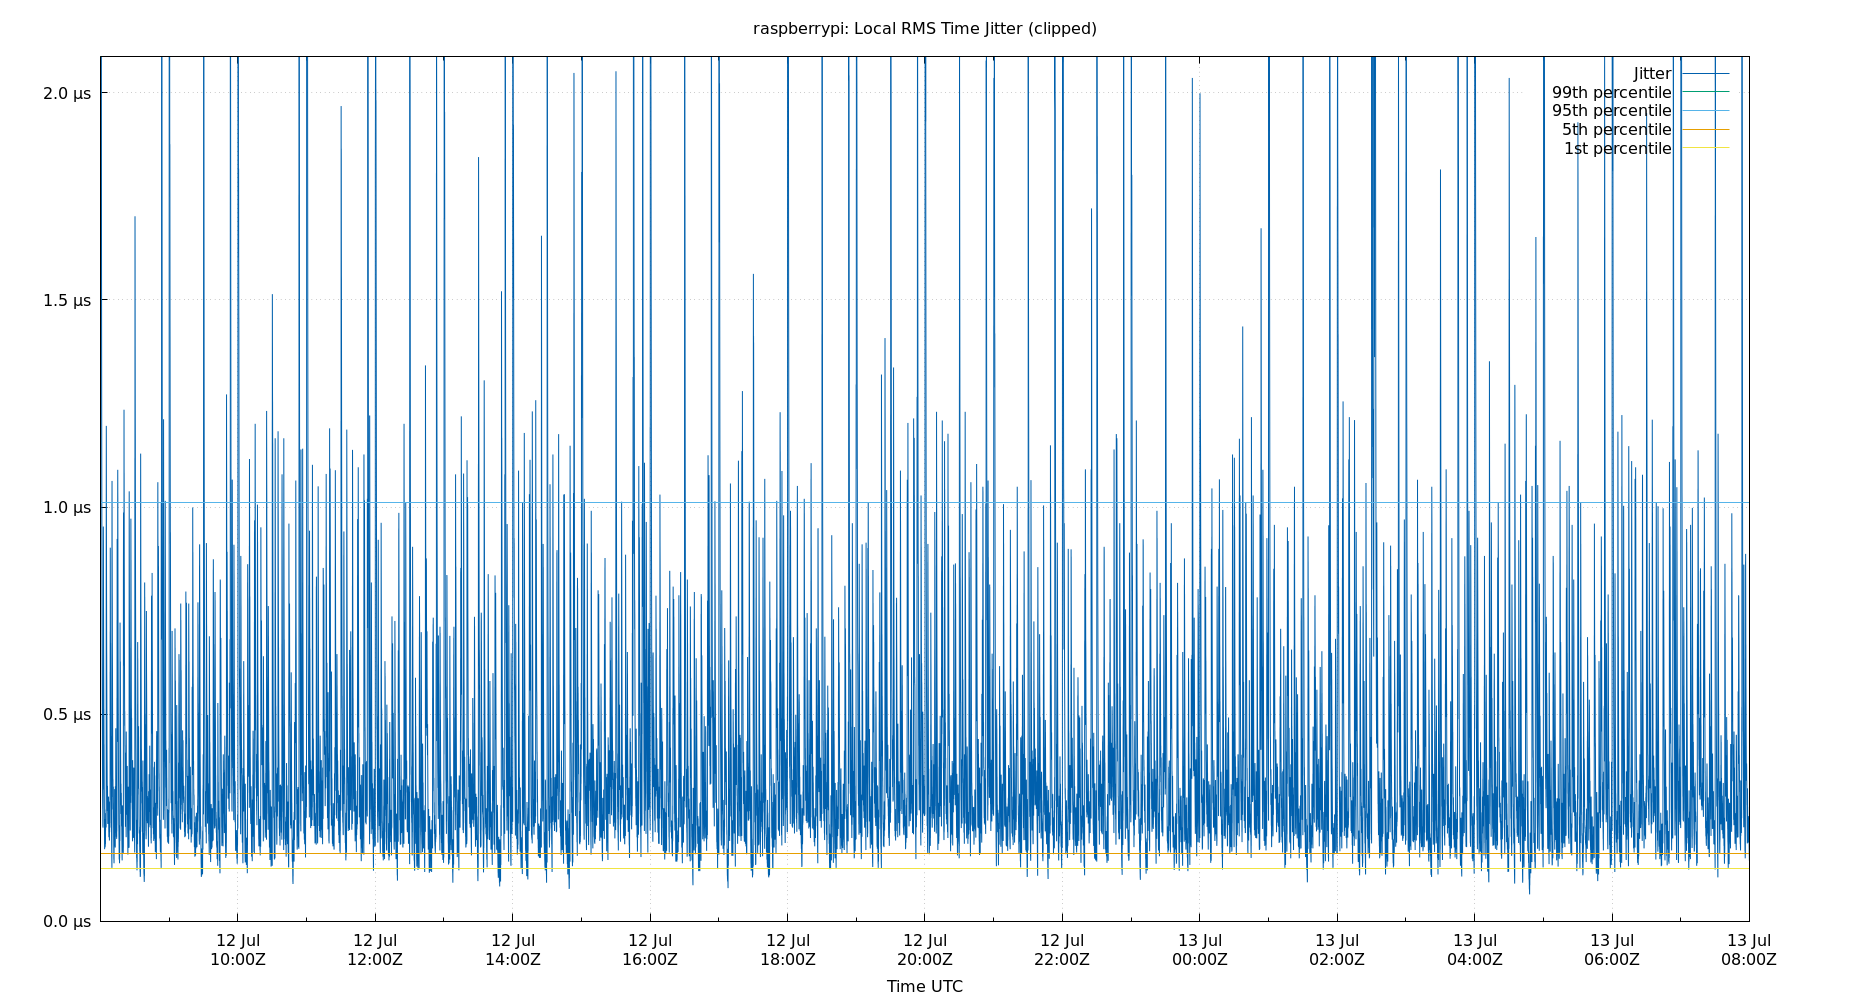 raspberrypi: Local RMS Time Jitter (clipped)
Jitter
99th percentile
95th percentile
5th percentile
1st percentile
2.0 µs
1.5 µs
1.0 µs
0.5 µs
0.0 µs
12 Jul 12 Jul 12 Jul 12 Jul 12 Jul 12 Jul 12 Jul 13 Jul 13 Jul 13 Jul 13 Jul 13 Jul
10:00Z 12:00Z 14:00Z 16:00Z 18:00Z 20:00Z 22:00Z 00:00Z 02:00Z 04:00Z 06:00Z 08:00Z
Time UTC